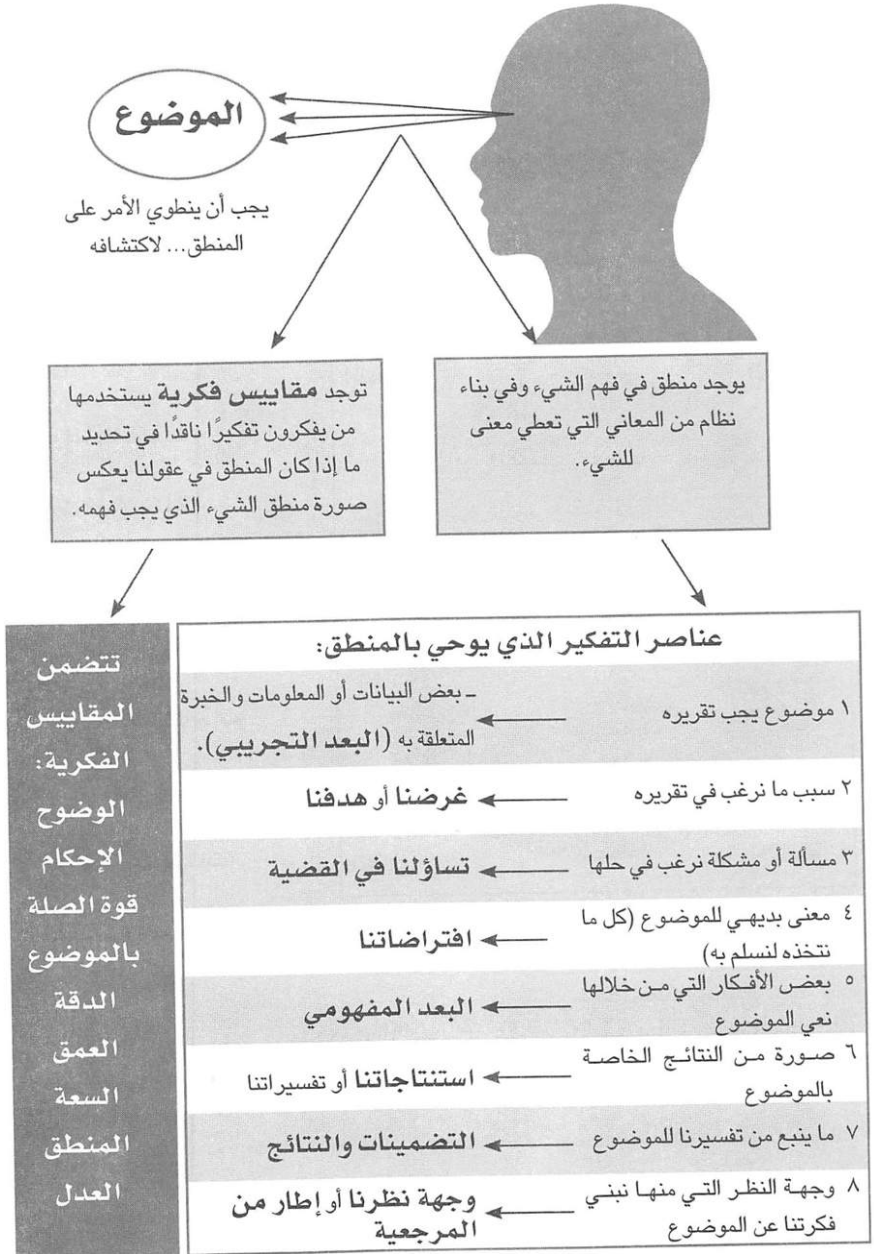 الموضوع
يجب أن ينطوي الأمر على
المنطق... لاكتشافه
يوجد منطق في فهم الشيء وفي بناء
نظام من المعاني التي تعطي معنى
للشيء.
توجد مقاييس فكرية يستخدمها
من يفكرون تفكيرًا ناقدًا في تحديد
ما إذا كان المنطق في عقولنا يعكس
صورة منطق الشيء الذي يجب فهمه.
عناصر التفكير الذي يوحي بالمنطق:
١ موضوع يجب تقريره
ـ بعض البيانات أو المعلومات والخبرة
المتعلقة به (البعد التجريبي).
٢ سبب ما نرغب في تقريره
غرضنا أو هدفنا
٣ مسألة أو مشكلة نرغب في حلها
تساؤلنا في القضية
٤ معنى بديهي للموضوع (كل ما
نتخذه لنسلم به)
افتراضاتنا
٥ بعض الأفكار التي من خلالها
نعي الموضوع
البعد المفهومي
٦ صورة من النتائج الخاصة
بالموضوع
استنتاجاتنا أو تفسيراتنا
٧ ما ينبع من تفسيرنا للموضوع
التضمينات والنتائج
٨ وجهة النظر التي منها نبني
فكرتنا عن الموضوع
وجهة نظرنا أو إطار من
المرجعية
تتضمن
المقاييس
الفكرية:
الوضوح
الإحكام
قوة الصلة
بالموضوع
الدقة
العمق
السعة
المنطق
العدل